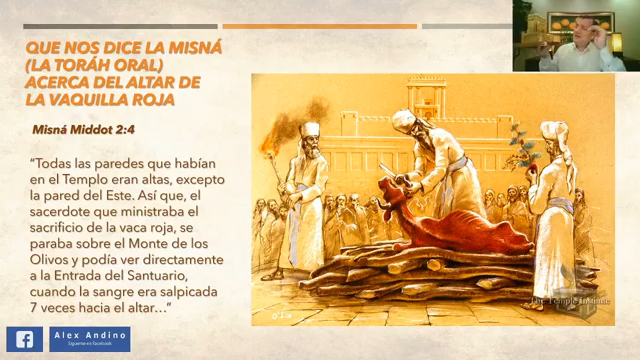 QUE NOS DICE LA MISNÁ
(LA TORÁH ORAL)
ACERCA DEL ALTAR DE
LA VAQUILLA ROJA
Misná Middot 2:4
“Todas las paredes que habían
en el Templo eran altas, excepto
la pared del Este. Así que, el
sacerdote que ministraba el
sacrificio de la vaca roja, se
paraba sobre el Monte de los
Olivos y podía ver directamente
a la Entrada del Santuario,
cuando la sangre era salpicada
7 veces hacia el altar…”
The Temple Institute
Alex Andino
Sígueme en Facebook